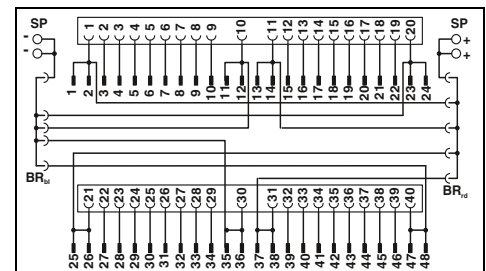 SP 1 2 3 4 5 6 7 8 9 10 11 12 13 14 15 16 17 18 19 20 SP
- +
- +
1 2 3 4 5 6 7 8 9 10 11 12 13 14 15 16 17 18 19 20 21 22 23 24
BRbl BRrd
21 22 23 24 25 26 27 28 29 30 31 32 33 34 35 36 37 38 39 40
25 26 27 28 29 30 31 32 33 34 35 36 37 38 39 40 41 42 43 44 45 46 47 48